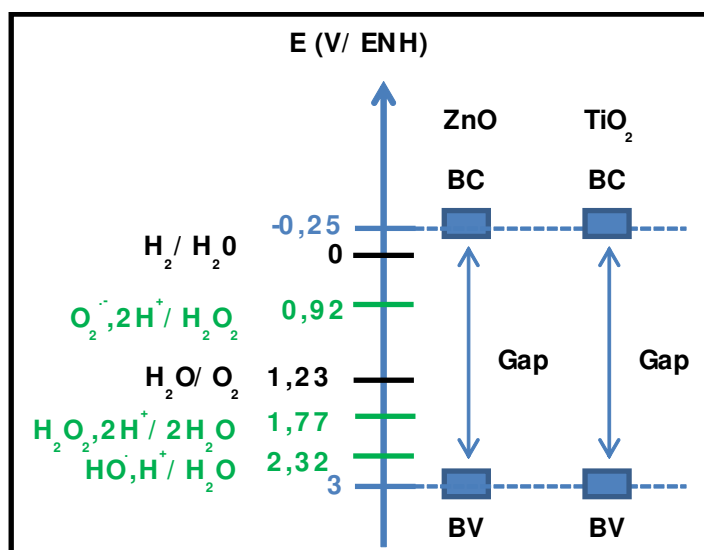 E (V/ ENH)
ZnO TiO₂
BC BC
-0,25
H₂/ H₂0 0
O₂˙⁻,2H⁺/ H₂O₂ 0,92
Gap Gap
H₂O/ O₂ 1,23
H₂O₂,2H⁺/ 2H₂O 1,77
HO˙,H⁺/ H₂O 2,32
3
BV BV